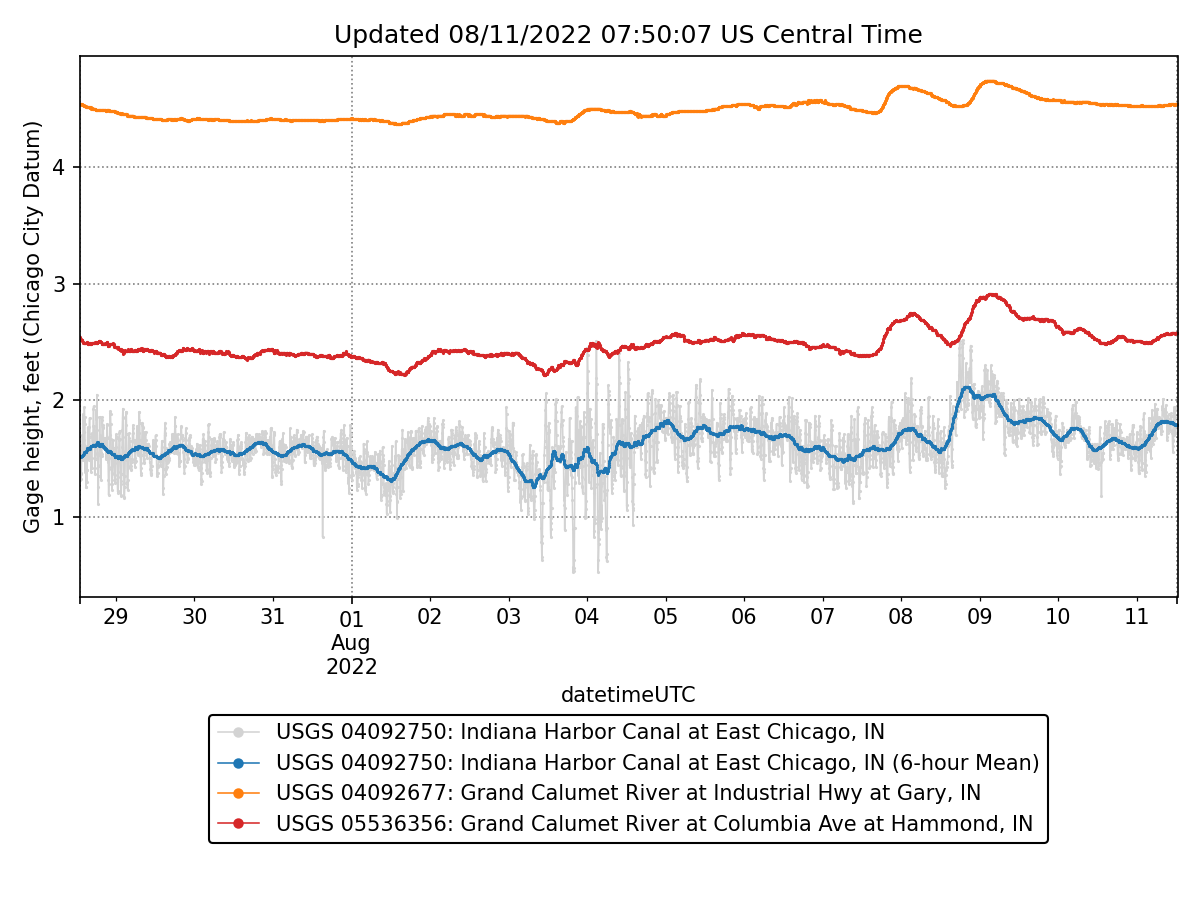 Updated 08/11/2022 07:50:07 US Central Time
Gage height, feet (Chicago City Datum)
4
3
2
1
29 30 31 01 02 03 04 05 06 07 08 09 10 11
Aug
2022
datetimeUTC
USGS 04092750: Indiana Harbor Canal at East Chicago, IN
USGS 04092750: Indiana Harbor Canal at East Chicago, IN (6-hour Mean)
USGS 04092677: Grand Calumet River at Industrial Hwy at Gary, IN
USGS 05536356: Grand Calumet River at Columbia Ave at Hammond, IN